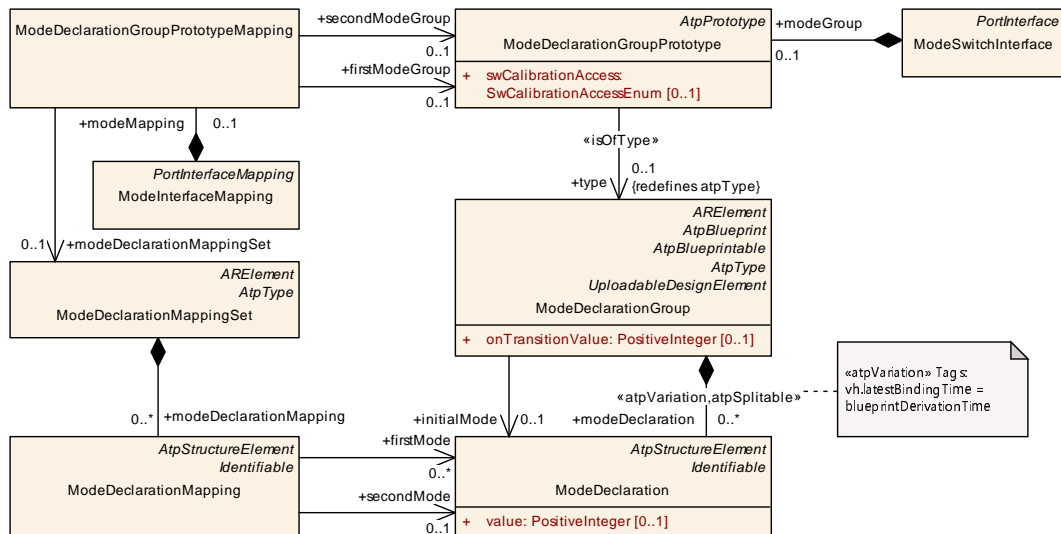 ModeDeclarationGroupPrototypeMapping
+secondModeGroup
0..1
+firstModeGroup
0..1
AtpPrototype
ModeDeclarationGroupPrototype
+ swCalibrationAccess:
SwCalibrationAccessEnum [0..1]
+modeGroup
0..1
PortInterface
ModeSwitchInterface
+modeMapping
0..1
PortInterfaceMapping
ModeInterfaceMapping
«isOfType»
0..1
+type
{redefines atpType}
0..1
+modeDeclarationMappingSet
ARElement
AtpType
ModeDeclarationMappingSet
ARElement
AtpBlueprint
AtpBlueprintable
AtpType
UploadableDesignElement
ModeDeclarationGroup
+ onTransitionValue: PositiveInteger [0..1]
«atpVariation» Tags:
vh.latestBindingTime =
blueprintDerivationTime
«atpVariation,atpSplitable»
0..*
+modeDeclarationMapping
+initialMode
0..1
+modeDeclaration
0..*
AtpStructureElement
Identifiable
ModeDeclarationMapping
+firstMode
0..*
+secondMode
0..1
AtpStructureElement
Identifiable
ModeDeclaration
+ value: PositiveInteger [0..1]